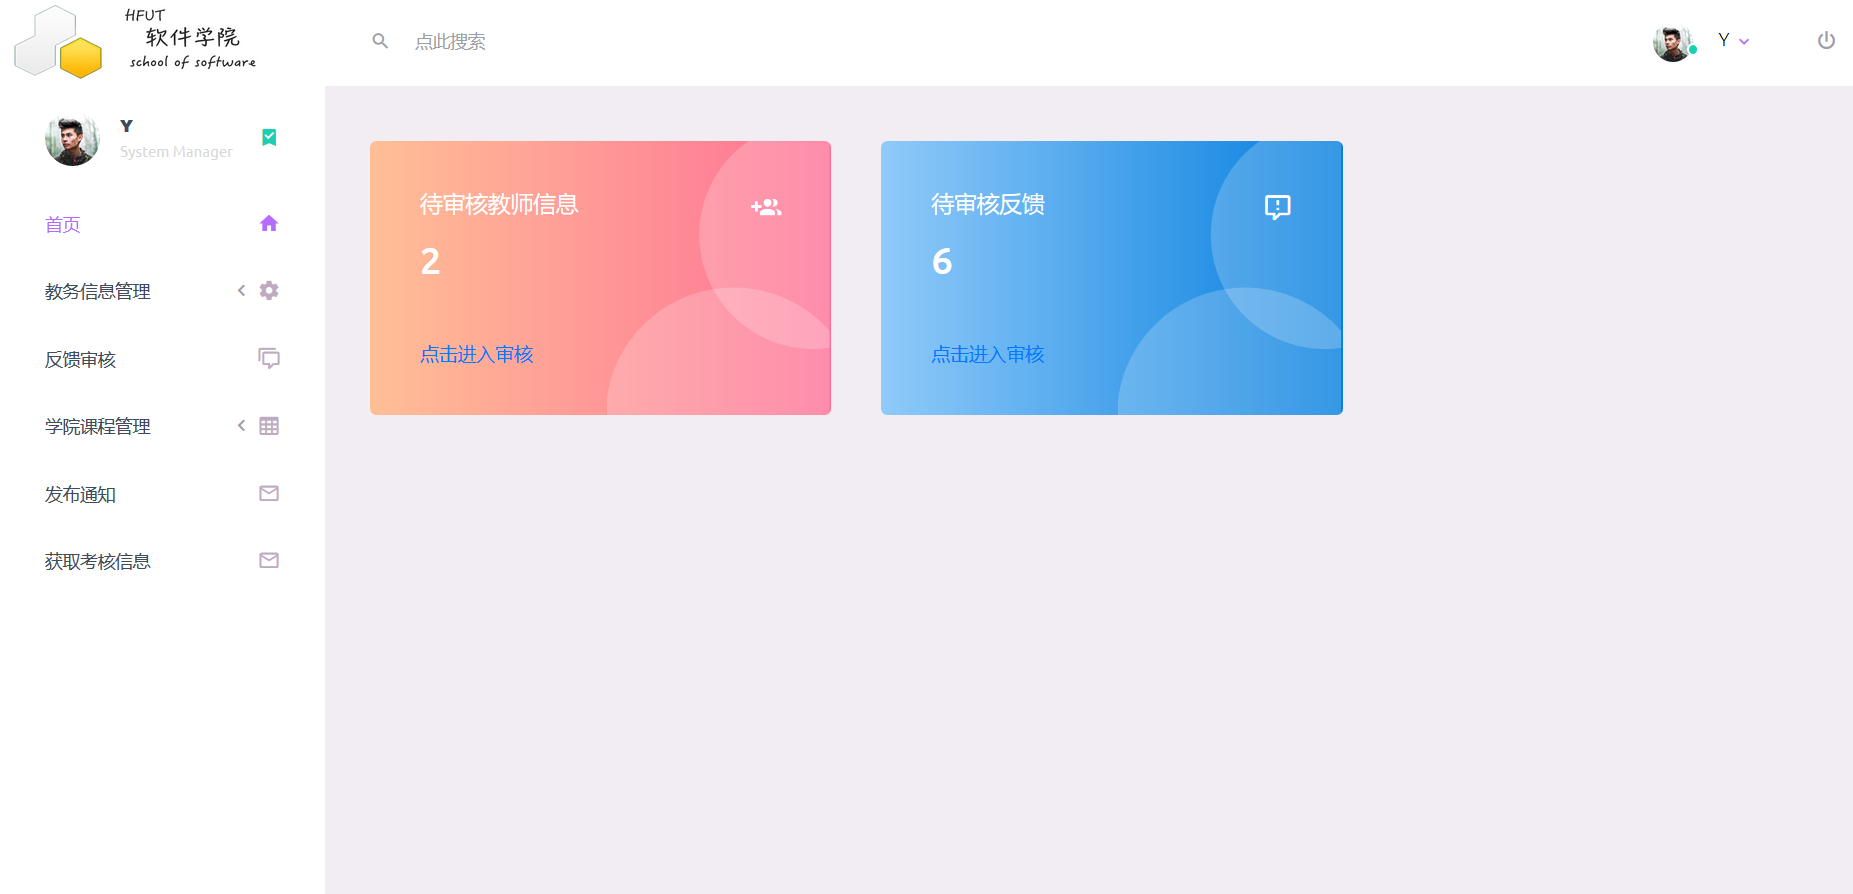 HFUT
软件学院
school of software
点此搜索
Y
Y
System Manager
首页
教务信息管理
反馈审核
学院课程管理
发布通知
获取考核信息
待审核教师信息
2
点击进入审核
待审核反馈
6
点击进入审核